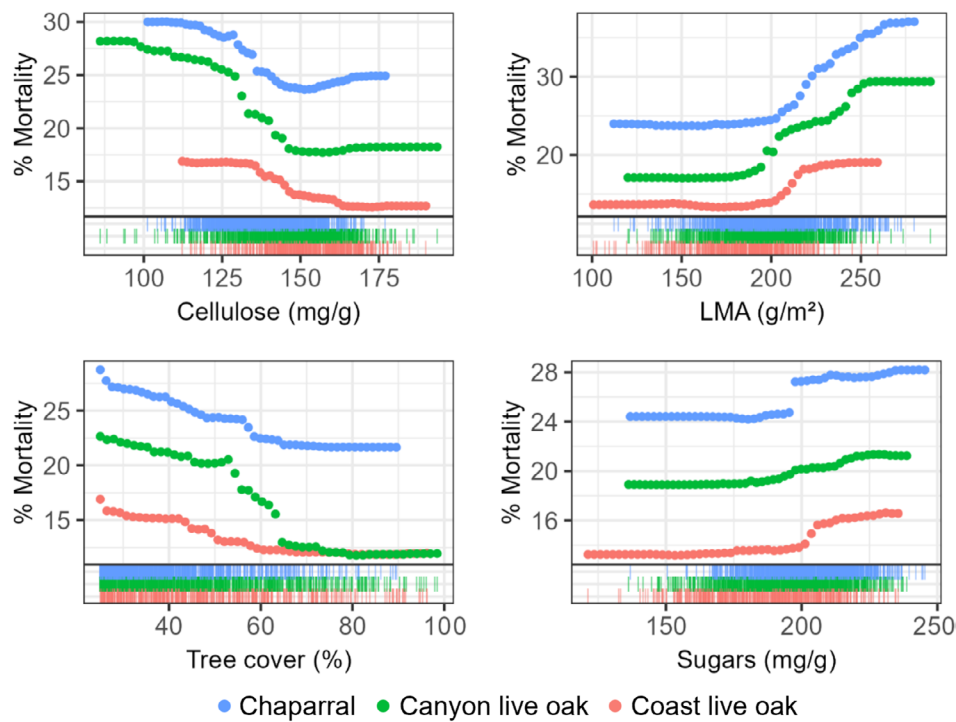 % Mortality
30
25
20
15
100 125 150 175
Cellulose (mg/g)
% Mortality
30
20
100 150 200 250
LMA (g/m²)
% Mortality
25
20
15
40 60 80 100
Tree cover (%)
% Mortality
28
24
20
16
150 200 250
Sugars (mg/g)
Chaparral Canyon live oak Coast live oak